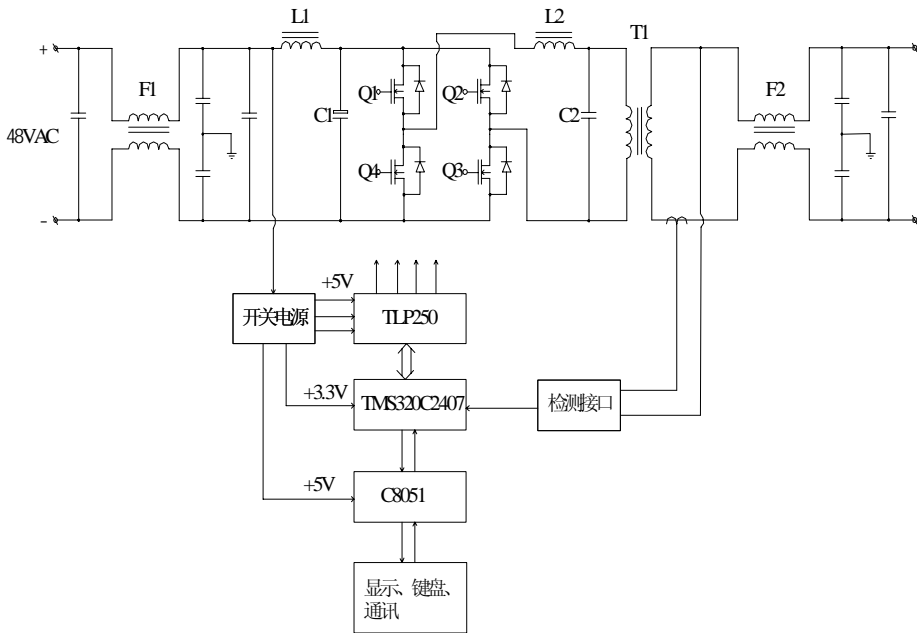 L1
L2
T1
+
F1
Q1
Q2
C1
C2
F2
48VAC
Q4
Q3
-
+5V
开关电源
TLP250
+3.3V
TMS320C2407
检测接口
+5V
C8051
显示、键盘、
通讯